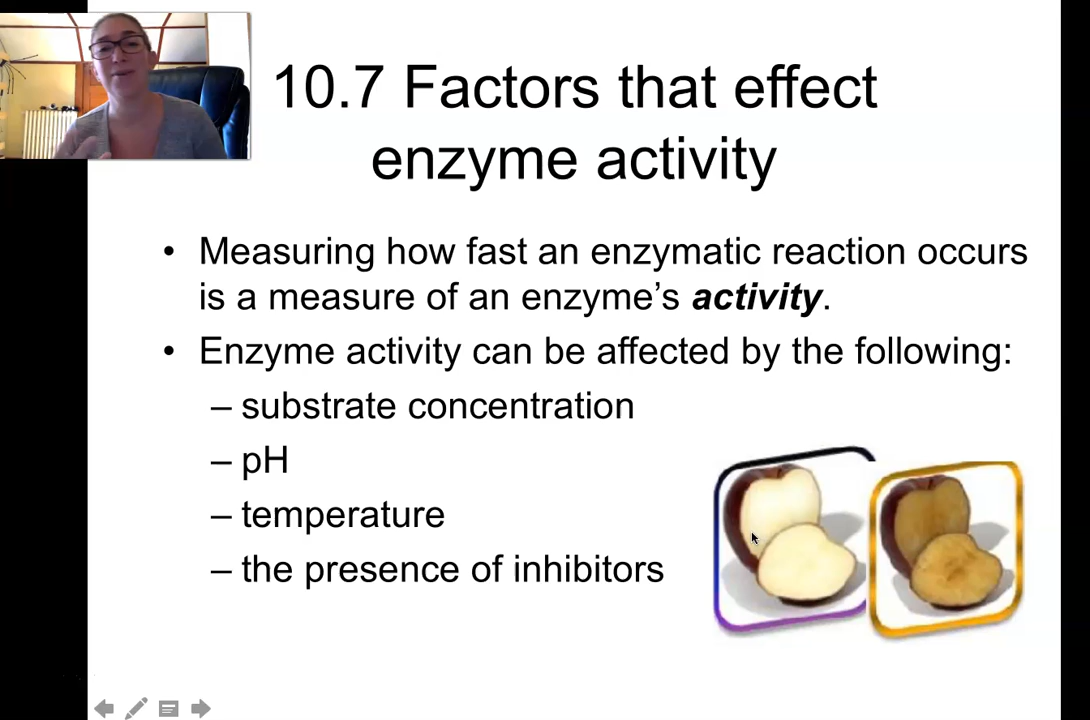 10.7 Factors that effect
enzyme activity
• Measuring how fast an enzymatic reaction occurs
is a measure of an enzyme’s activity.
• Enzyme activity can be affected by the following:
– substrate concentration
– pH
– temperature
– the presence of inhibitors